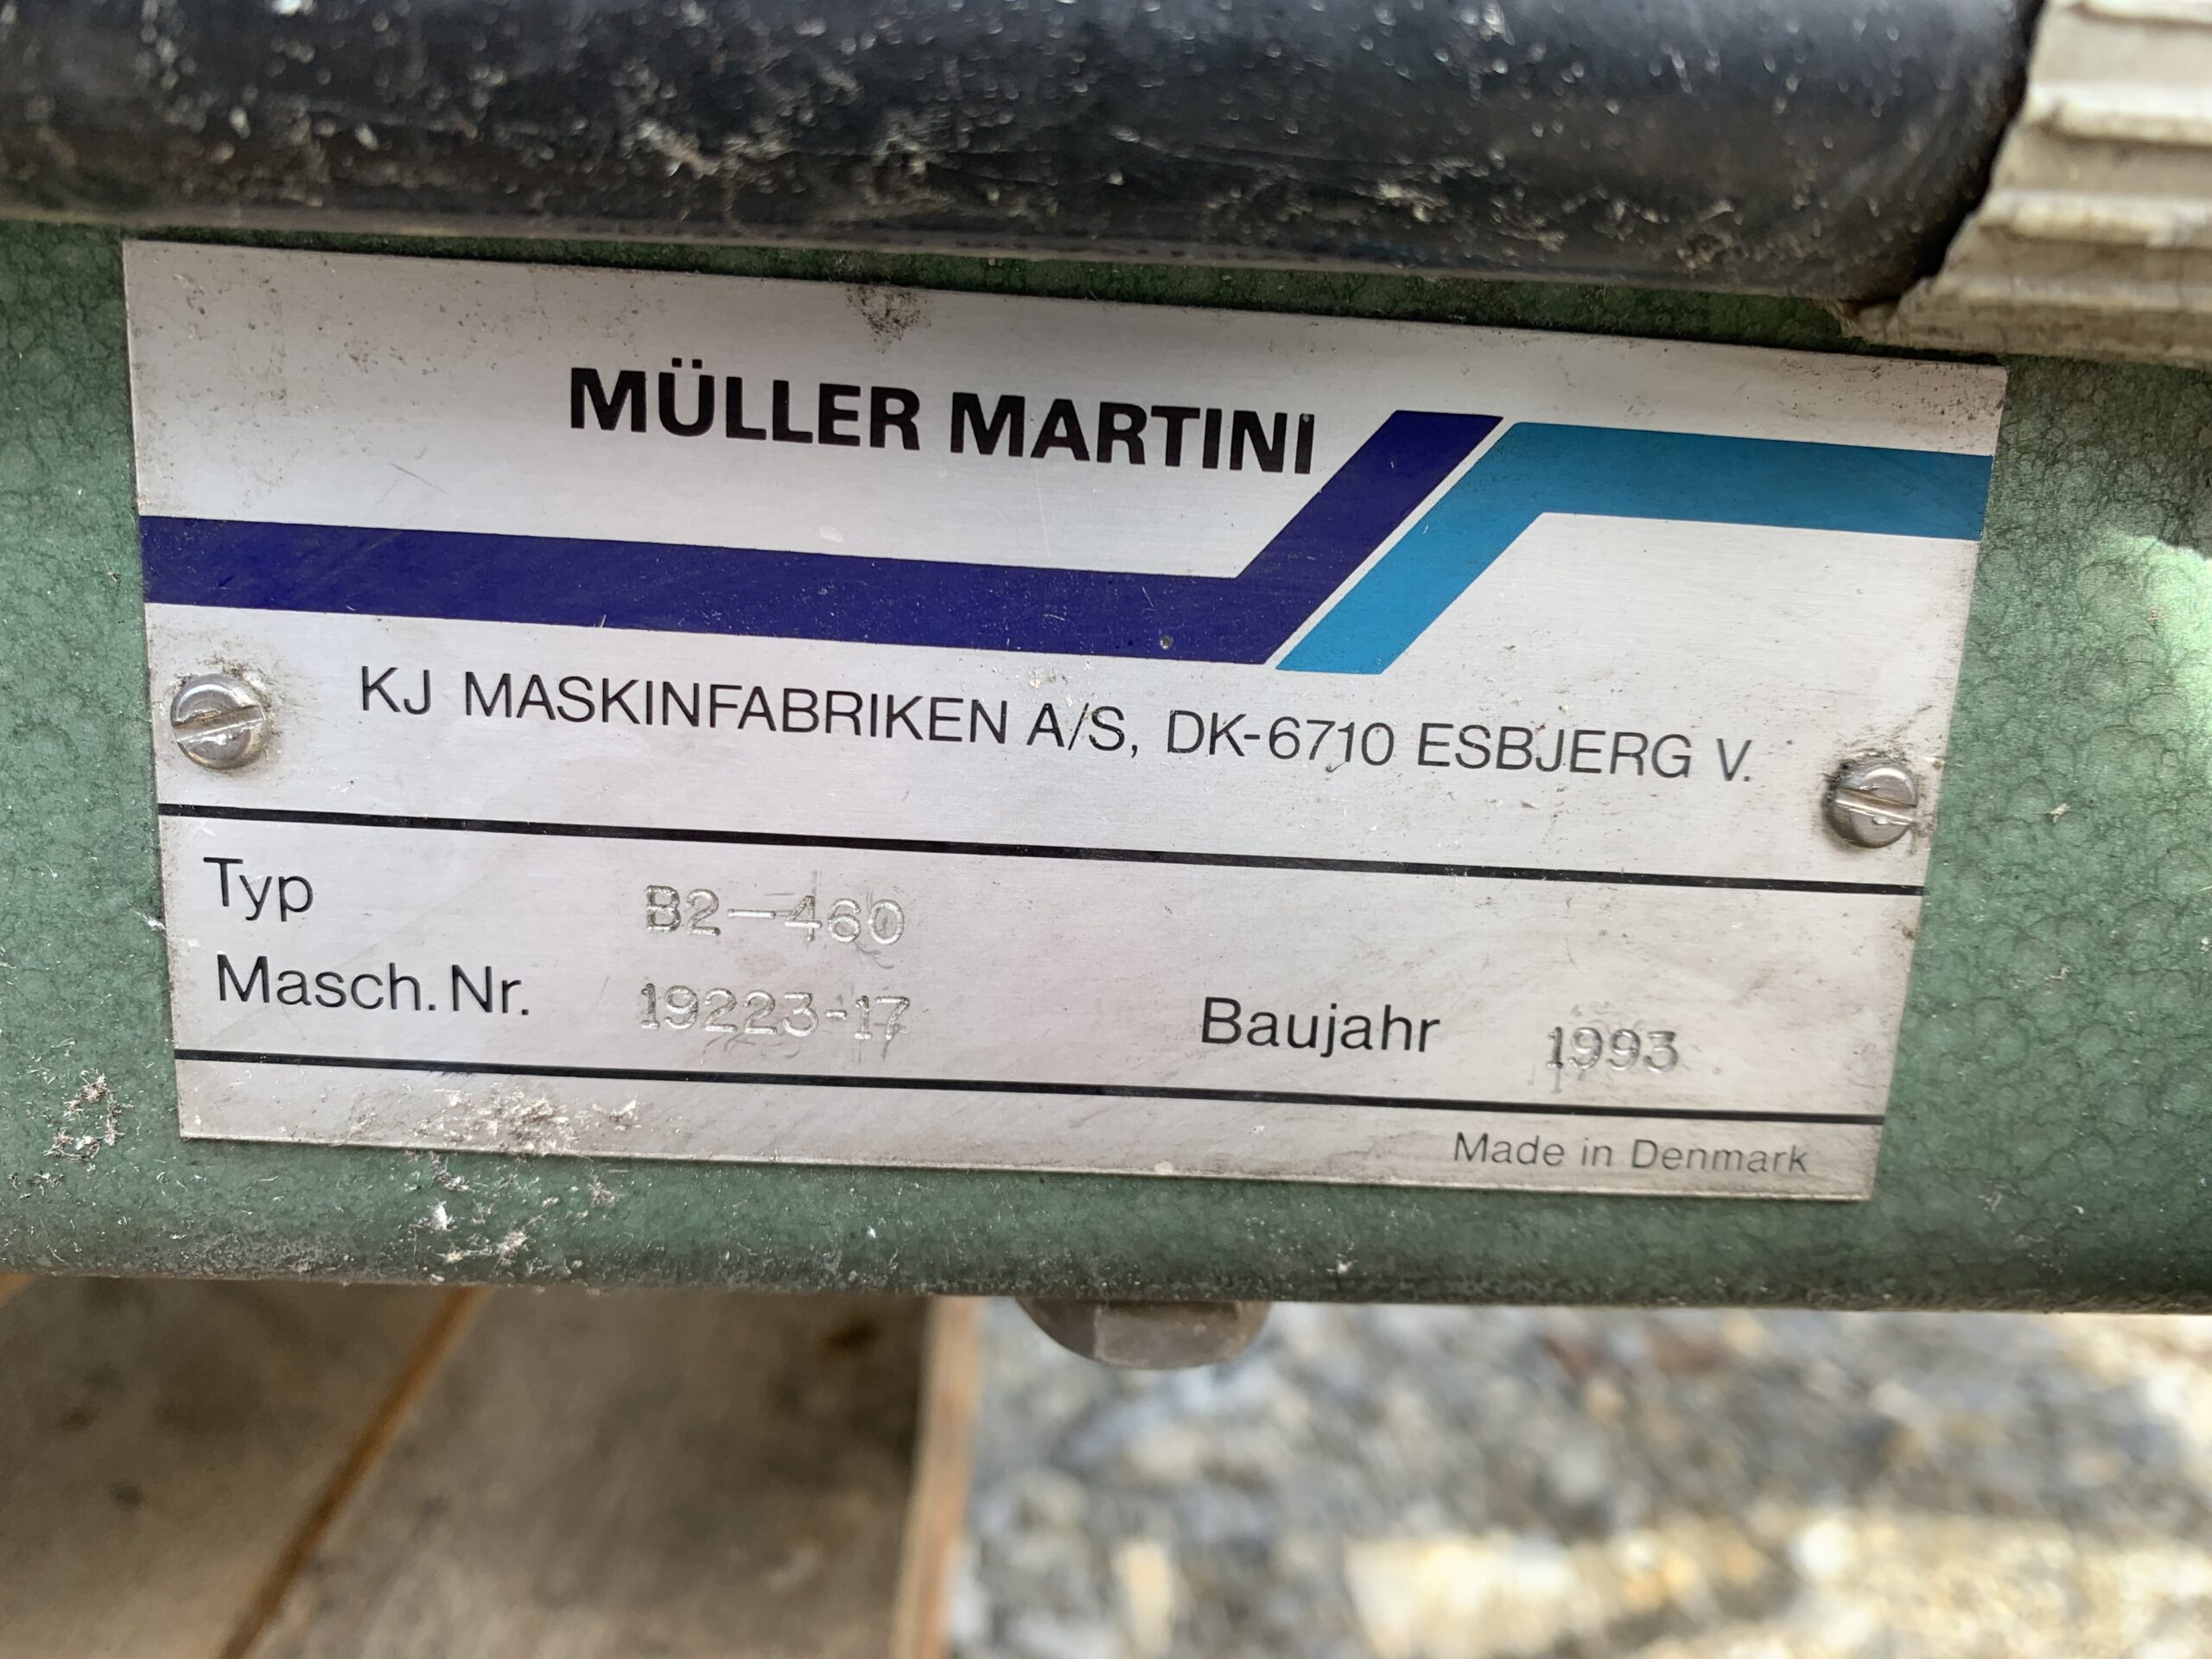 MÜLLER MARTINI
KJ MASKINFABRIKEN A/S, DK-6710 ESBJERG V.
Typ B2-460
Masch. Nr. 19223-17 Baujahr 1993
Made in Denmark